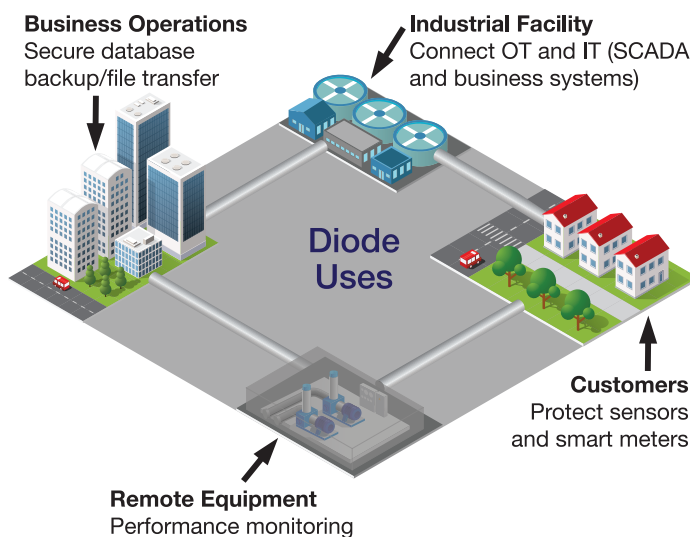 Business Operations
Secure database
backup/file transfer
Industrial Facility
Connect OT and IT (SCADA
and business systems)
Diode
Uses
Customers
Protect sensors
and smart meters
Remote Equipment
Performance monitoring